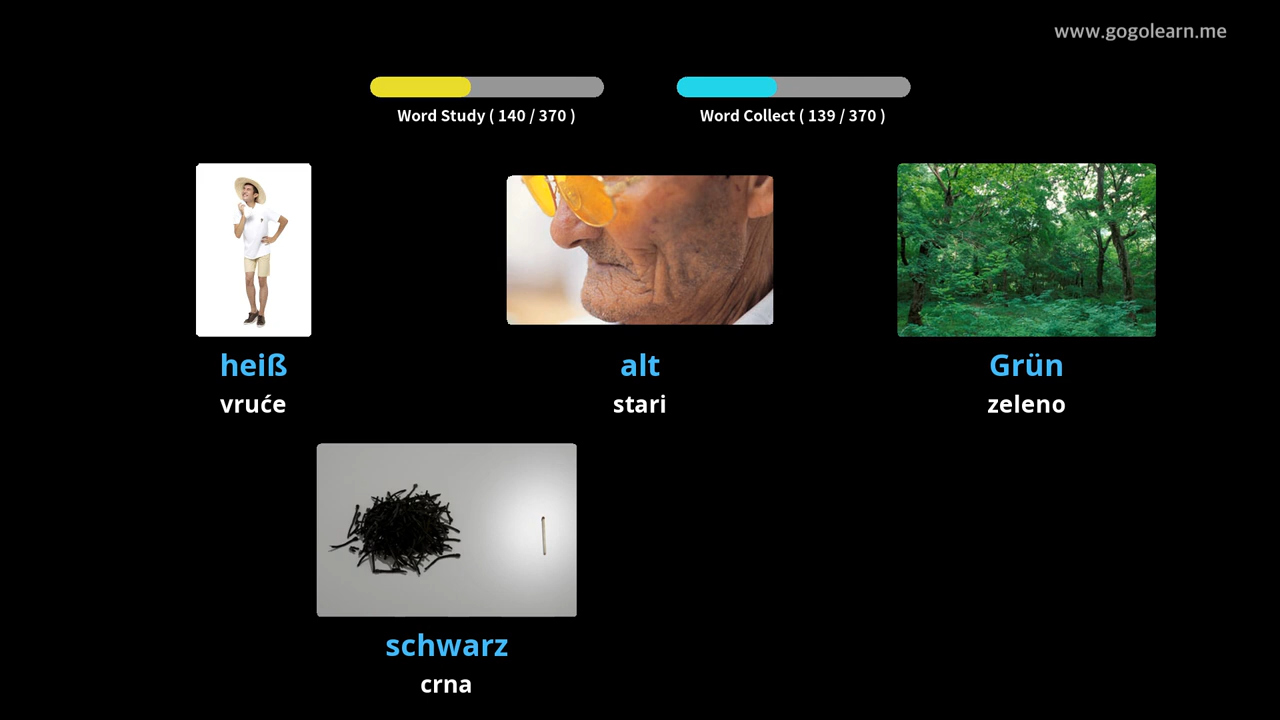 www.gogolearn.me
Word Study ( 140 / 370 )
Word Collect ( 139 / 370 )
heiß
vruće
alt
stari
Grün
zeleno
schwarz
crna